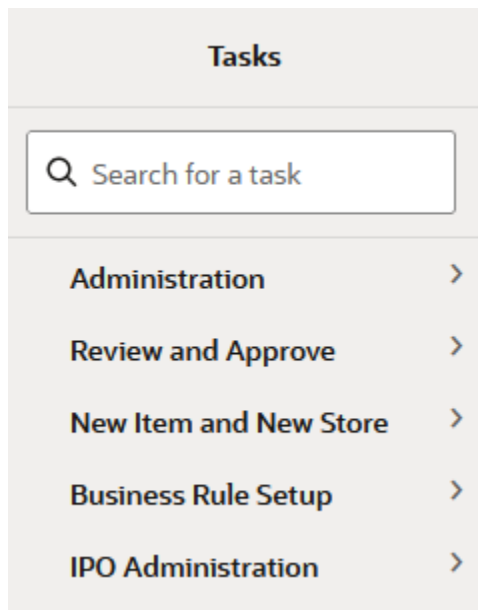 Tasks
Search for a task
Administration
Review and Approve
New Item and New Store
Business Rule Setup
IPO Administration